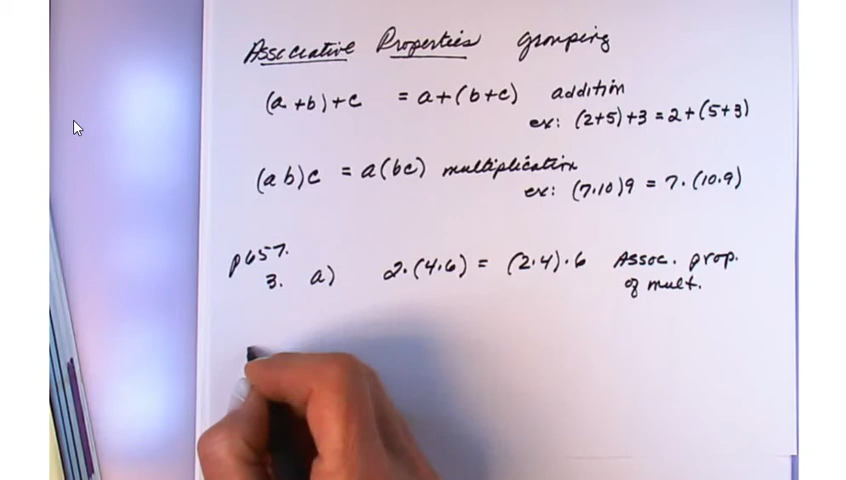 Associative Properties grouping
(a+b)+c = a+(b+c) addition
ex: (2+5)+3 = 2+(5+3)
(ab)c = a(bc) multiplication
ex: (7·10)9 = 7·(10·9)
p657.
3. a) 2·(4·6) = (2·4)·6 Assoc. prop.
of mult.